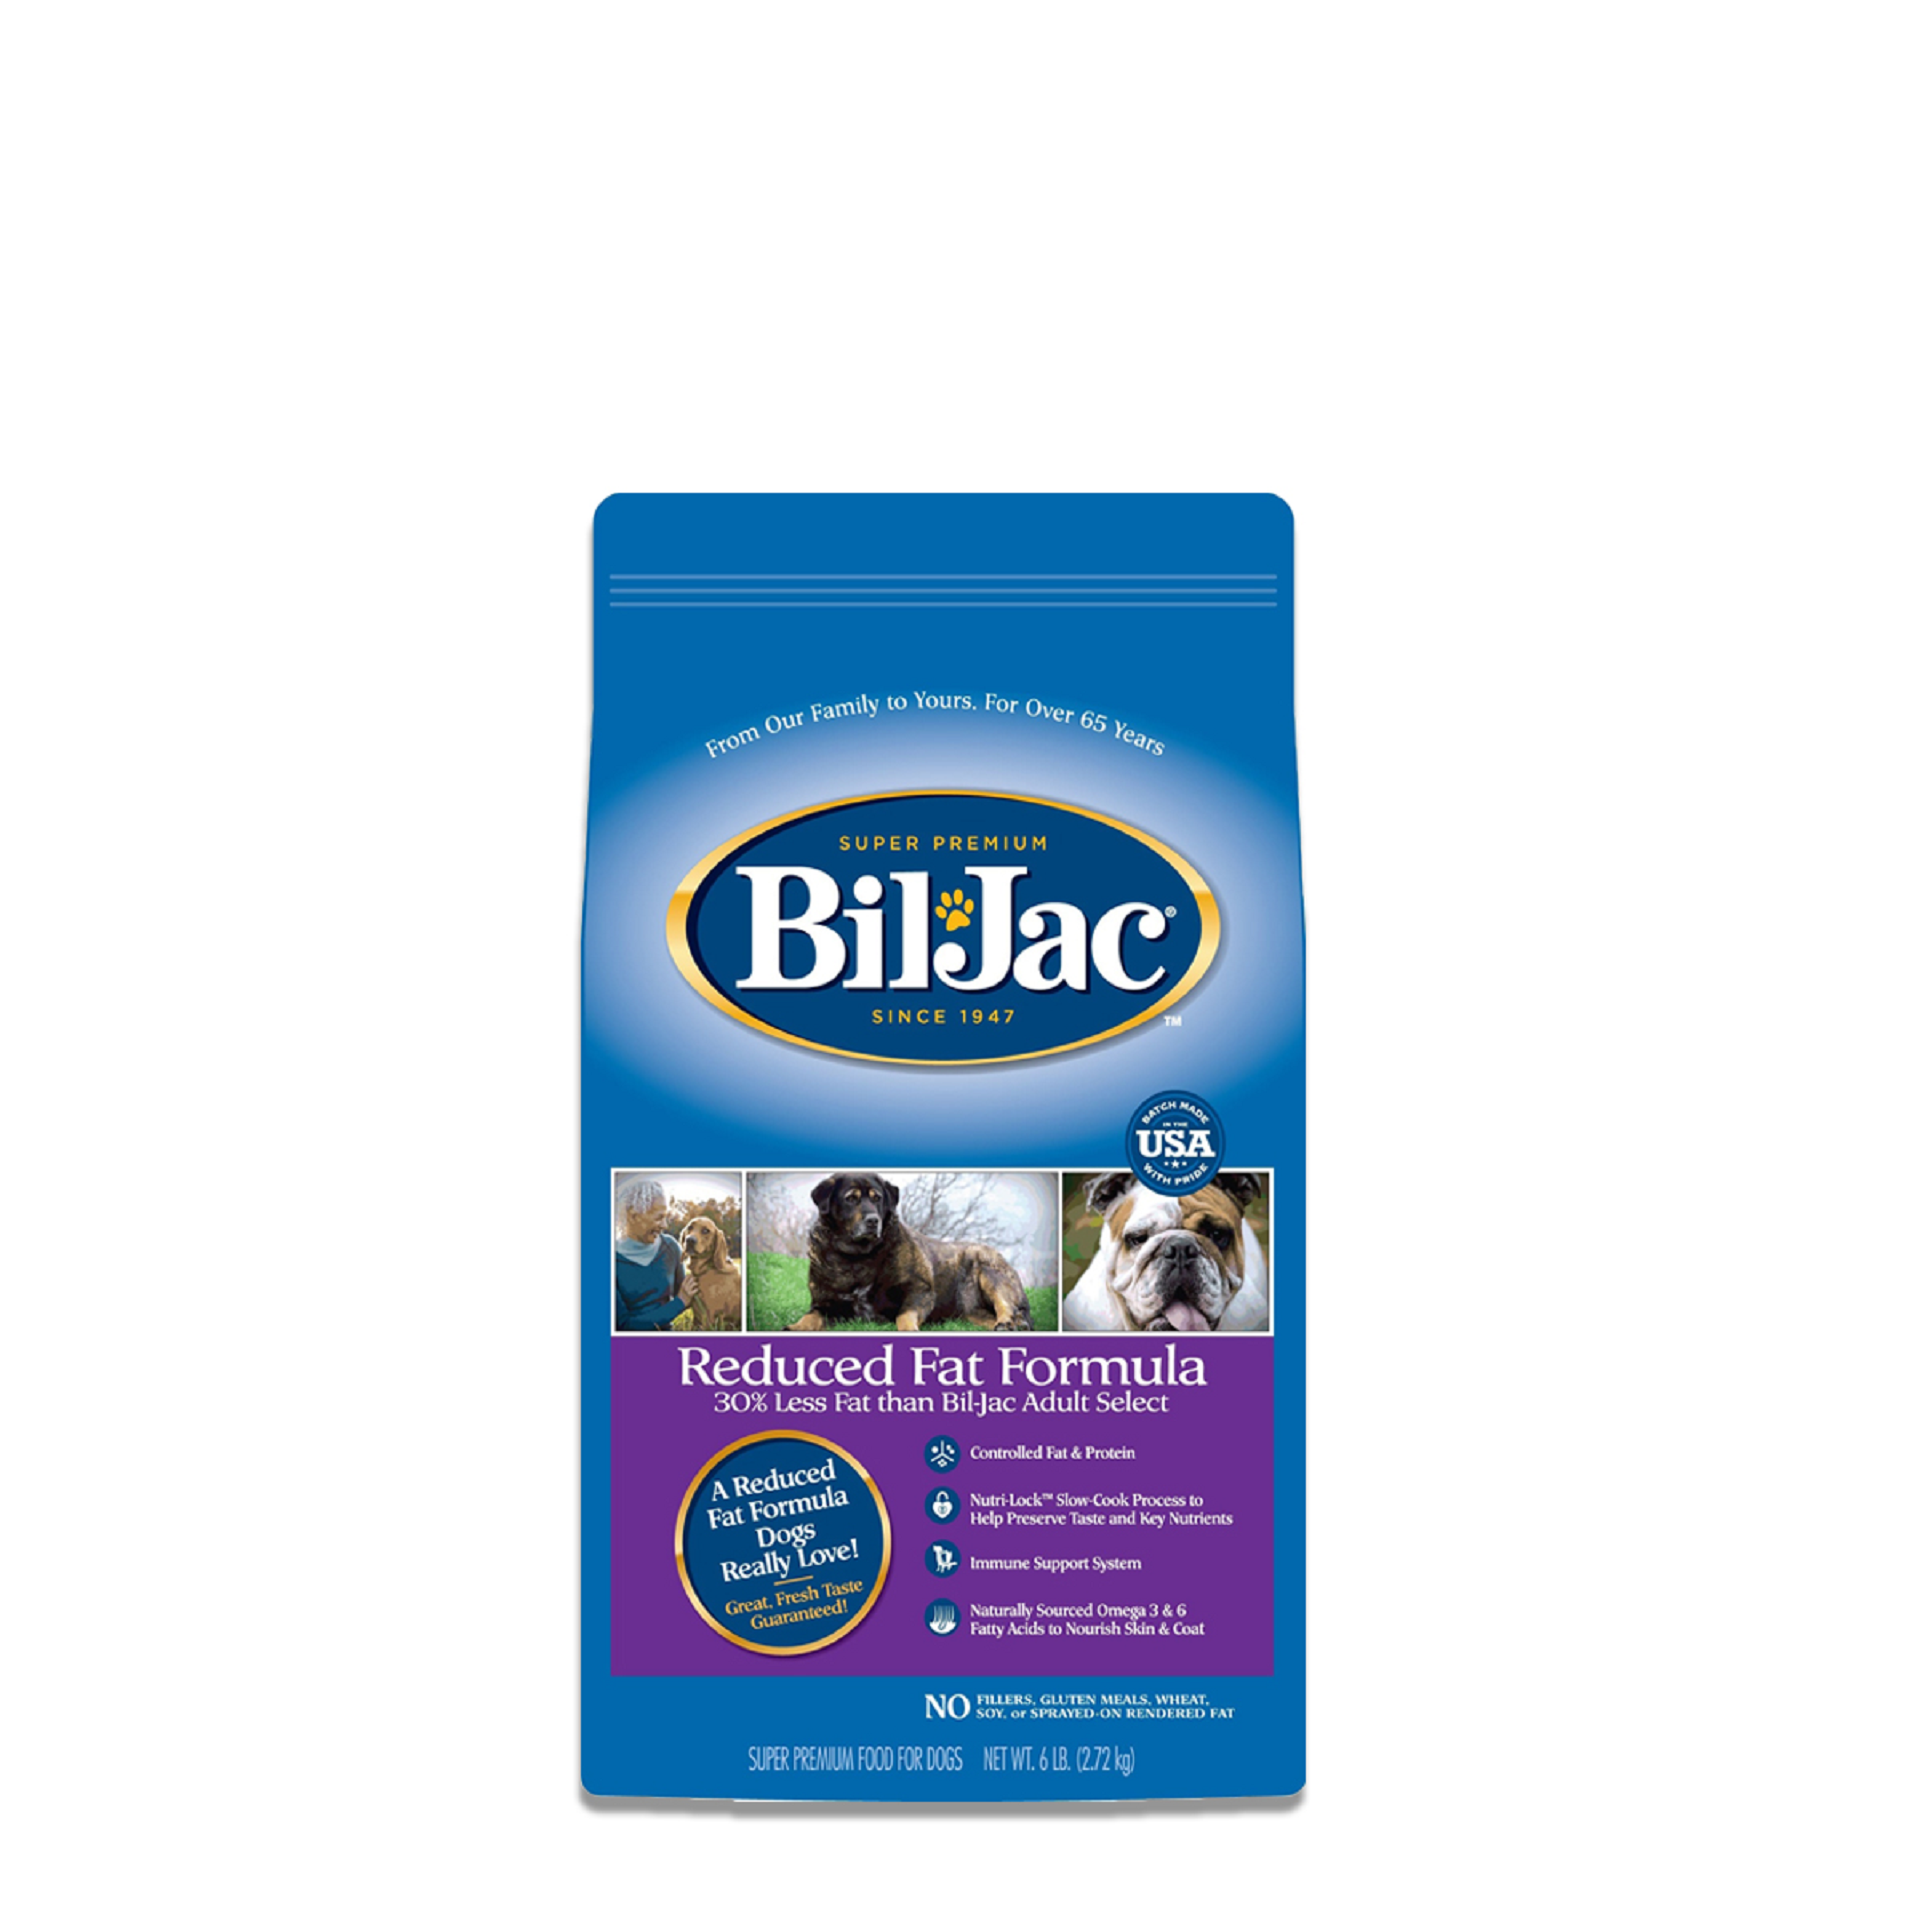 From Our Family to Yours. For Over 65 Years
SUPER PREMIUM
Bil-Jac®
SINCE 1947
TM
BATCH MADE
IN THE
USA
WITH PRIDE
Reduced Fat Formula
30% Less Fat than Bil-Jac Adult Select
A Reduced
Fat Formula
Dogs
Really Love!
Great, Fresh Taste
Guaranteed!
Controlled Fat & Protein
Nutri-Lock™ Slow-Cook Process to
Help Preserve Taste and Key Nutrients
Immune Support System
Naturally Sourced Omega 3 & 6
Fatty Acids to Nourish Skin & Coat
NO FILLERS, GLUTEN MEALS, WHEAT,
SOY, or SPRAYED-ON RENDERED FAT
SUPER PREMIUM FOOD FOR DOGS NET WT. 6 LB. (2.72 kg)